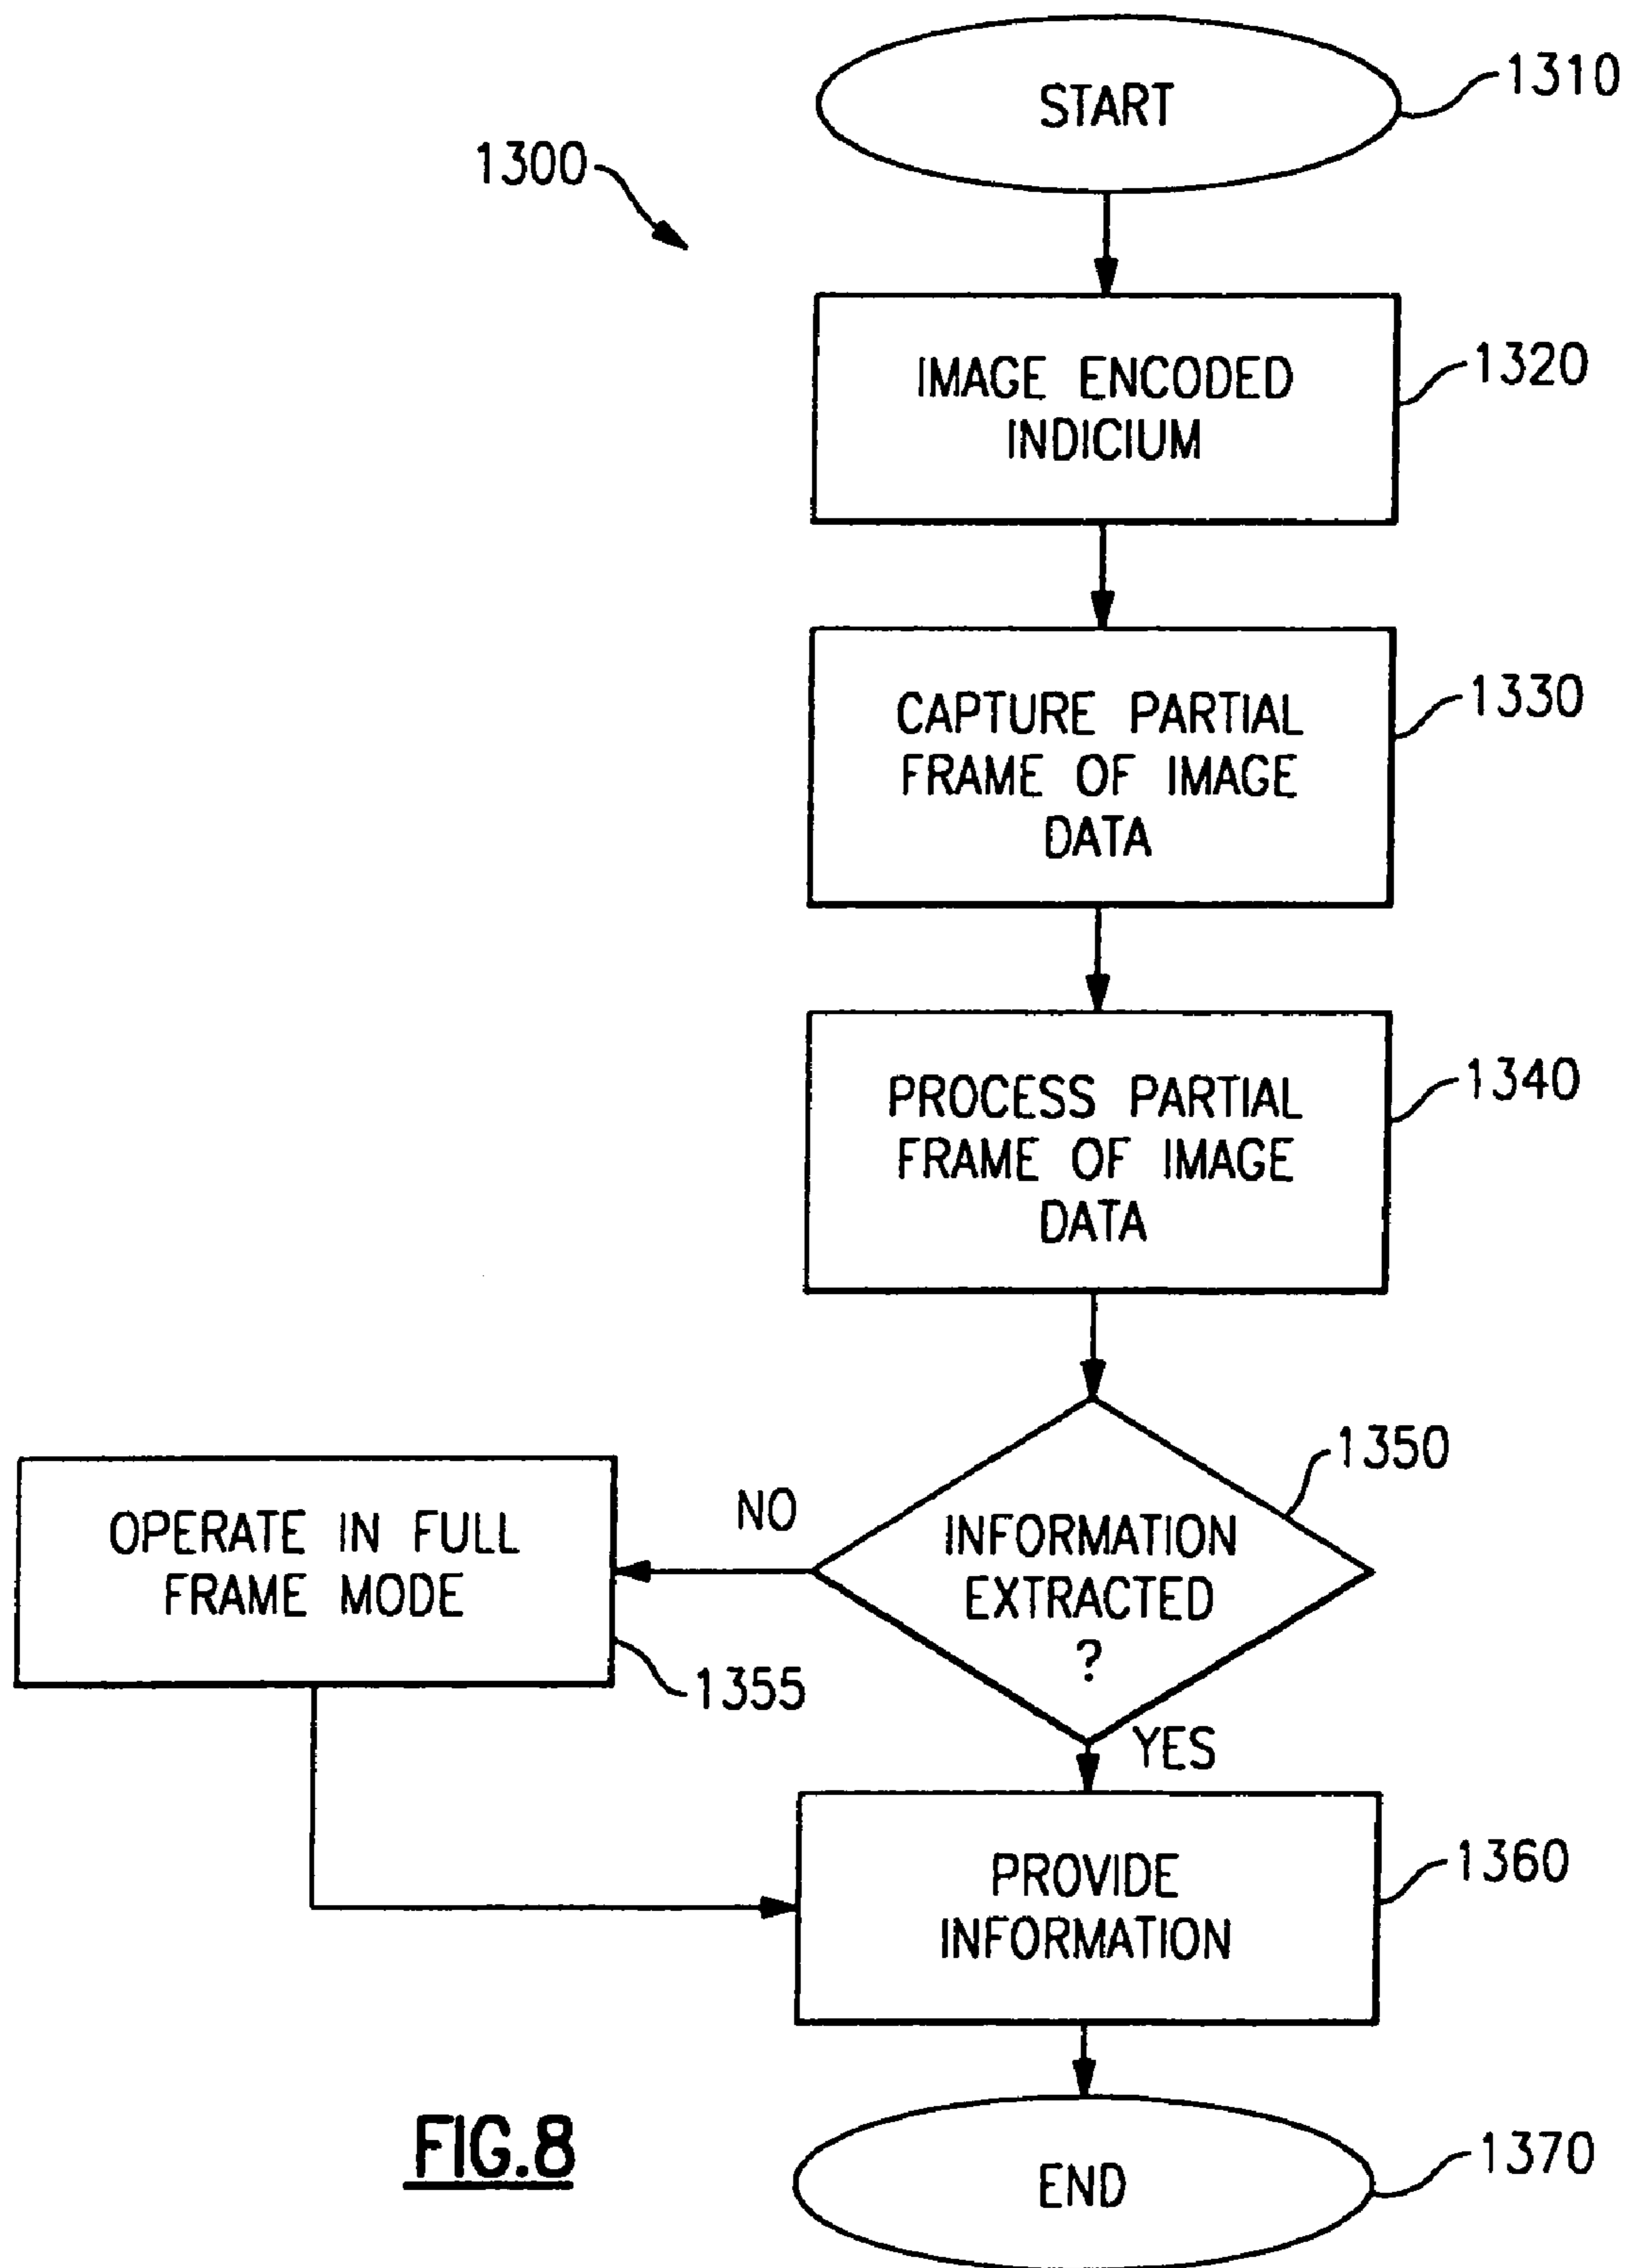 START
1310
1300
IMAGE ENCODED
INDICIUM
1320
CAPTURE PARTIAL
FRAME OF IMAGE
DATA
1330
PROCESS PARTIAL
FRAME OF IMAGE
DATA
1340
INFORMATION
EXTRACTED
?
1350
NO
OPERATE IN FULL
FRAME MODE
1355
YES
PROVIDE
INFORMATION
1360
END
1370
FIG.8